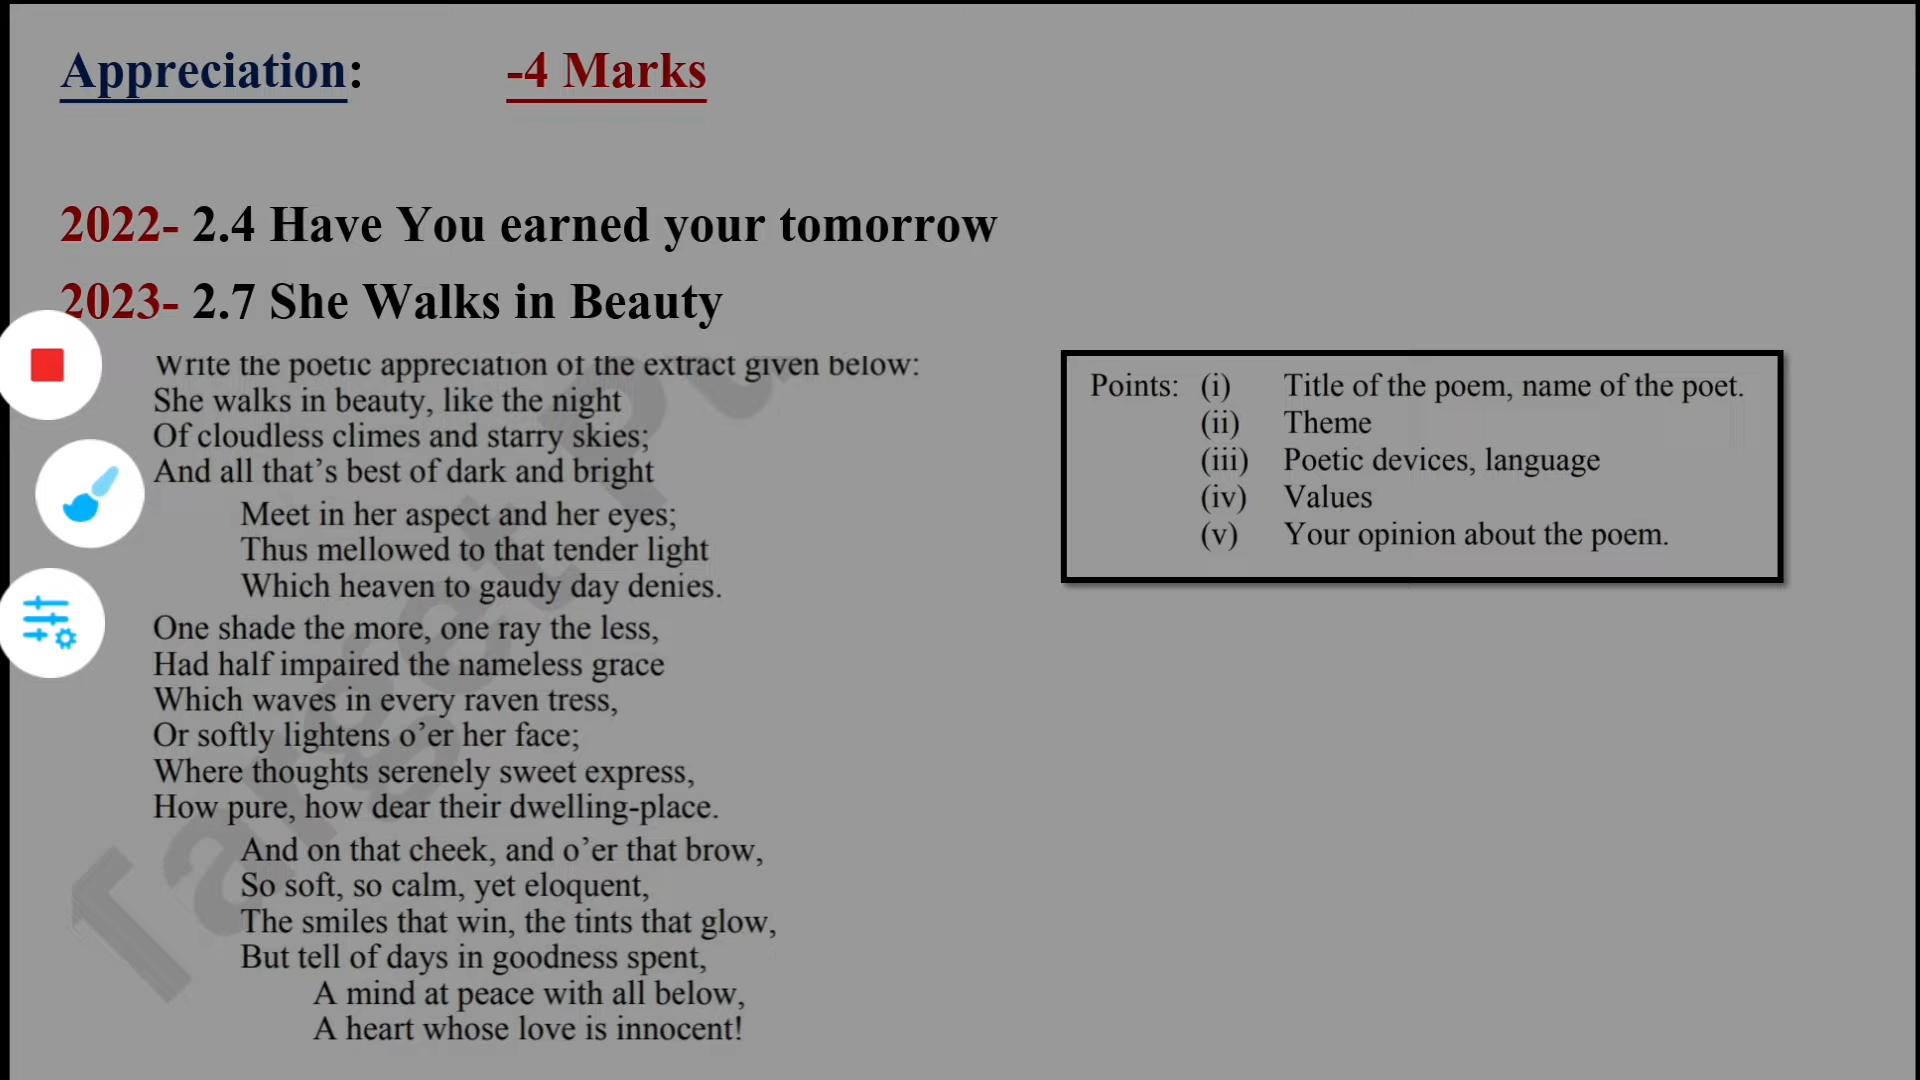 Appreciation: -4 Marks
2022- 2.4 Have You earned your tomorrow
2023- 2.7 She Walks in Beauty
Write the poetic appreciation of the extract given below:
She walks in beauty, like the night
Of cloudless climes and starry skies;
And all that's best of dark and bright
Meet in her aspect and her eyes;
Thus mellowed to that tender light
Which heaven to gaudy day denies.
One shade the more, one ray the less,
Had half impaired the nameless grace
Which waves in every raven tress,
Or softly lightens o'er her face;
Where thoughts serenely sweet express,
How pure, how dear their dwelling-place.
And on that cheek, and o'er that brow,
So soft, so calm, yet eloquent,
The smiles that win, the tints that glow,
But tell of days in goodness spent,
A mind at peace with all below,
A heart whose love is innocent!
Points: (i) Title of the poem, name of the poet.
(ii) Theme
(iii) Poetic devices, language
(iv) Values
(v) Your opinion about the poem.
Target Pu